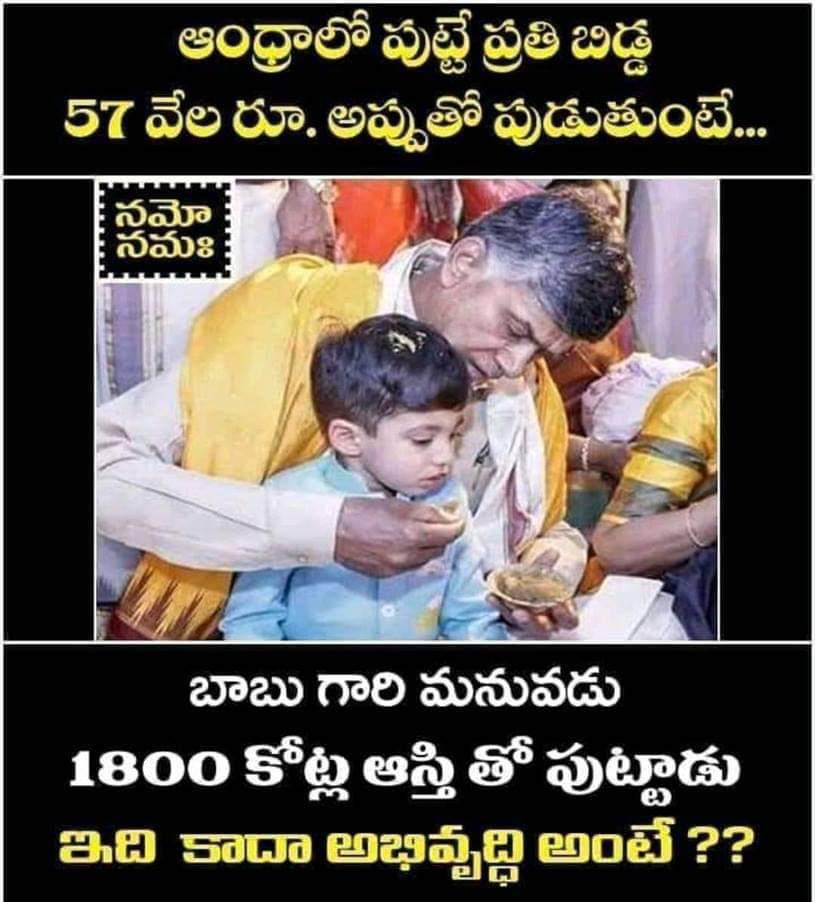 ఆంధ్రాలో పుట్టే ప్రతి బిడ్డ
57 వేల రూ. అప్పుతో పుడుతుంటే...
నమో
నమః
బాబు గారి మనువడు
1800 కోట్ల ఆస్తి తో పుట్టాడు
ఇది కాదా అభివృద్ధి అంటే ??